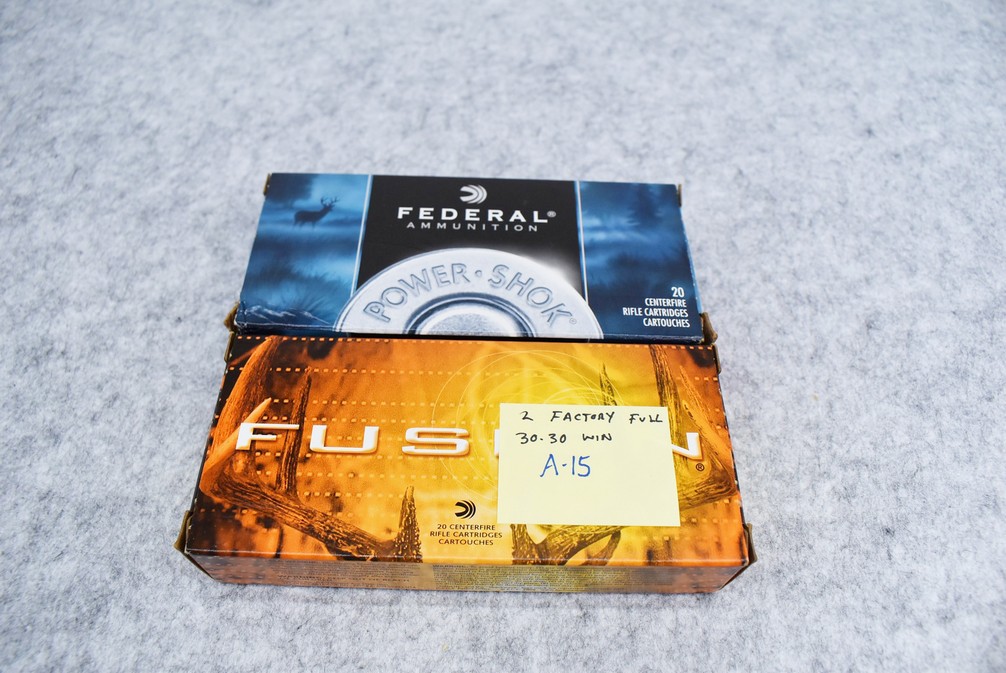 FEDERAL®
AMMUNITION
POWER·SHOK®
20
CENTERFIRE
RIFLE CARTRIDGES
CARTOUCHES
FUS N®
2 FACTORY FULL
30-30 WIN
A-15
20 CENTERFIRE
RIFLE CARTRIDGES
CARTOUCHES